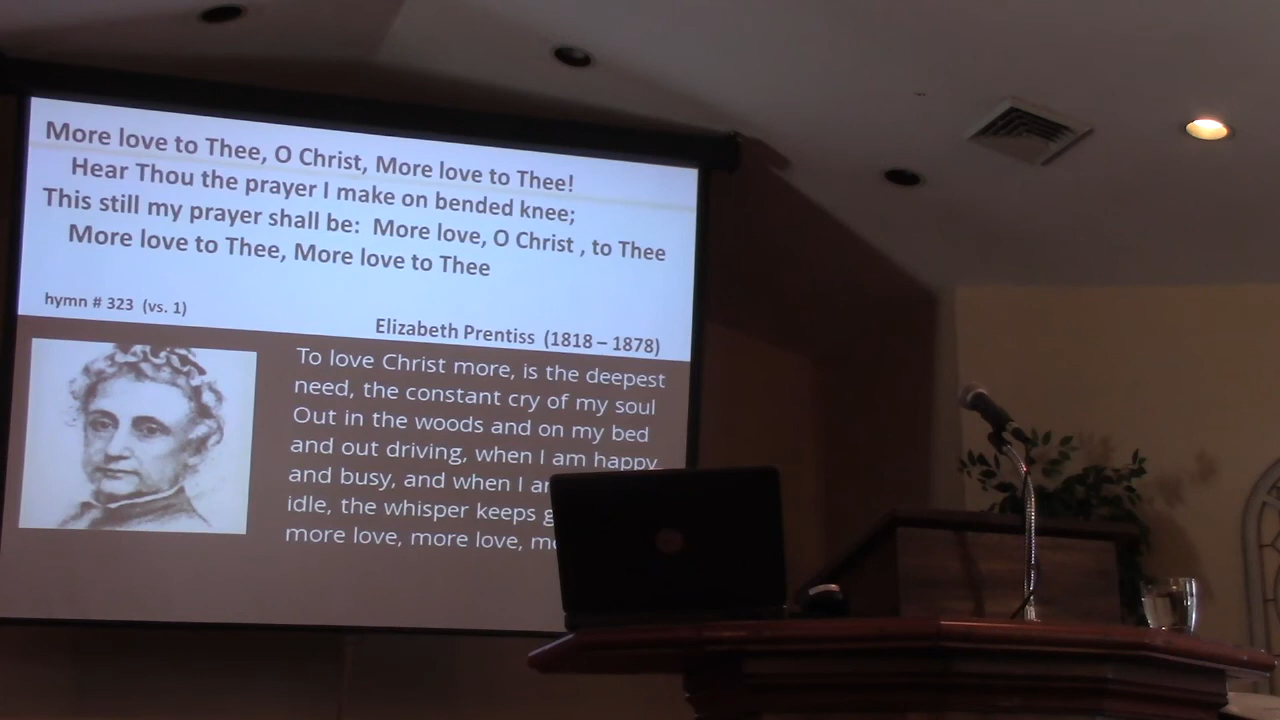 More love to Thee, O Christ, More love to Thee!
Hear Thou the prayer I make on bended knee;
This still my prayer shall be: More love, O Christ , to Thee
More love to Thee, More love to Thee
hymn # 323 (vs. 1)
Elizabeth Prentiss (1818 – 1878)
To love Christ more, is the deepest
need, the constant cry of my soul
Out in the woods and on my bed
and out driving, when I am happy
and busy, and when I
idle, the whisper keeps
more love, more love,